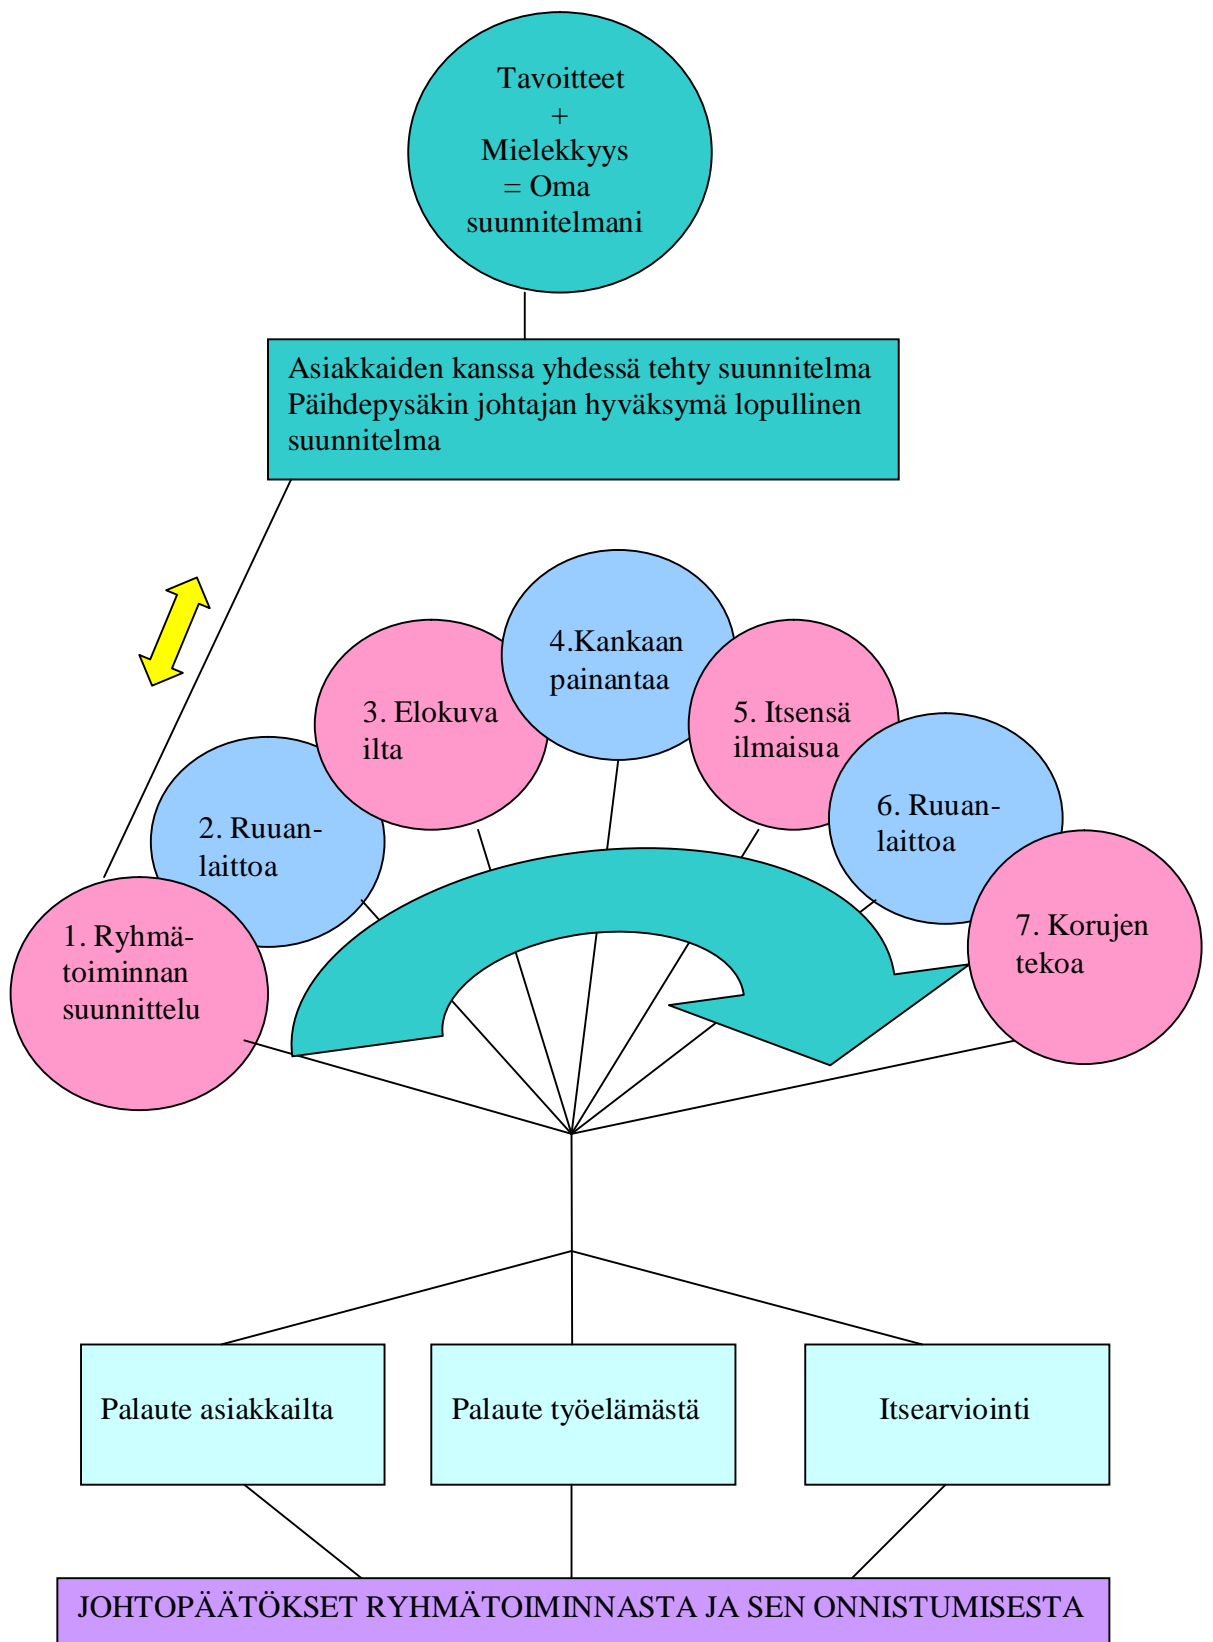 Tavoitteet
+
Mielekkyys
= Oma
suunnitelmani
Asiakkaiden kanssa yhdessä tehty suunnitelma
Päihdepysäkin johtajan hyväksymä lopullinen
suunnitelma
1. Ryhmä-
toiminnan
suunnittelu
2. Ruuan-
laittoa
3. Elokuva
ilta
4.Kankaan
painantaa
5. Itsensä
ilmaisua
6. Ruuan-
laittoa
7. Korujen
tekoa
Palaute asiakkailta
Palaute työelämästä
Itsearviointi
JOHTOPÄÄTÖKSET RYHMÄTOIMINNASTA JA SEN ONNISTUMISESTA